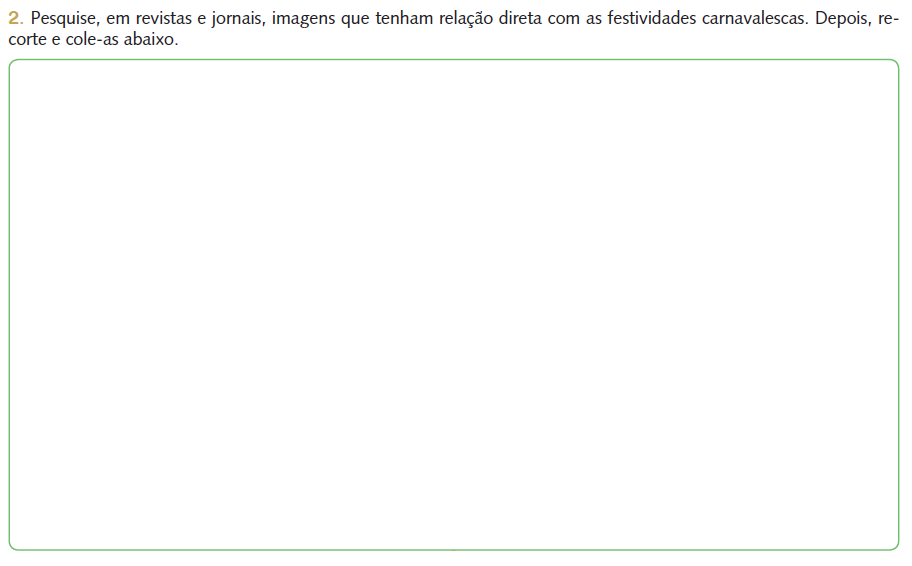 2. Pesquise, em revistas e jornais, imagens que tenham relação direta com as festividades carnavalescas. Depois, re-
corte e cole-as abaixo.